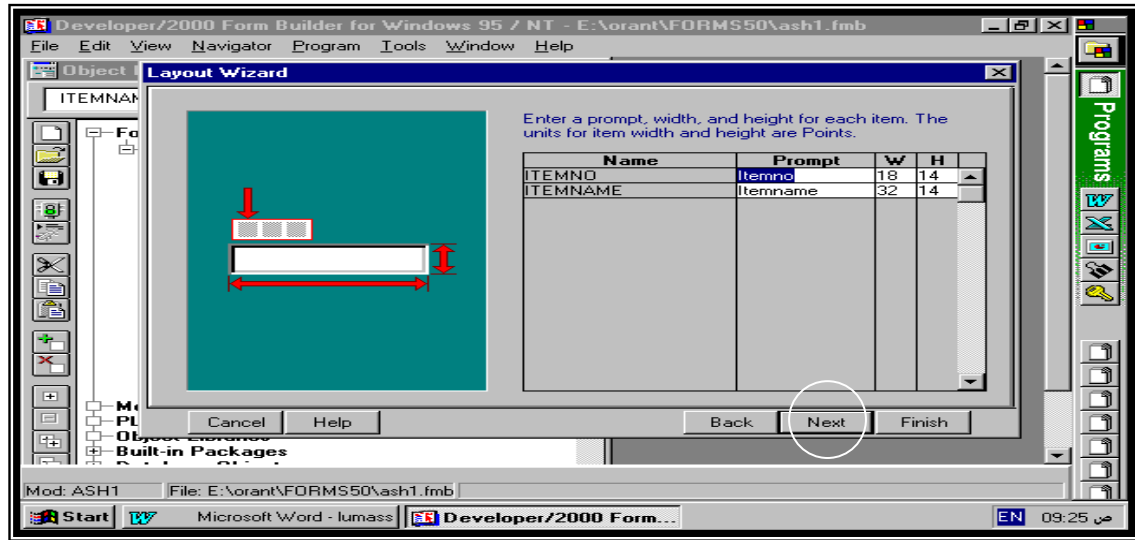 Developer/2000 Form Builder for Windows 95 / NT - E:\orant\FORMS50\ash1.fmb
File Edit View Navigator Program Tools Window Help
Object
Layout Wizard
ITEMNAM
Programs
Enter a prompt, width, and height for each item. The
units for item width and height are Points.
Name Prompt W H
ITEMNO Itemno 18 14
ITEMNAME Itemname 32 14
Cancel Help Back Next Finish
Built-in Packages
Mod: ASH1 File: E:\orant\FORMS50\ash1.fmb
Start Microsoft Word - lumass Developer/2000 Form... EN 09:25 ص